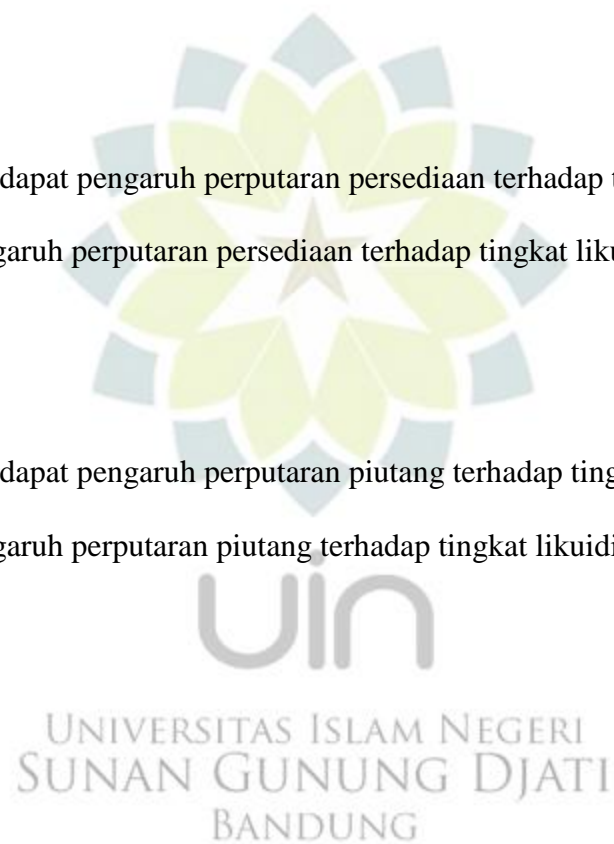 dapat pengaruh perputaran persediaan terhadap
garuh perputaran persediaan terhadap tingkat liku
dapat pengaruh perputaran piutang terhadap ting
garuh perputaran piutang terhadap tingkat likuidi
uin
UNIVERSITAS ISLAM NEGERI
SUNAN GUNUNG DJATI
BANDUNG